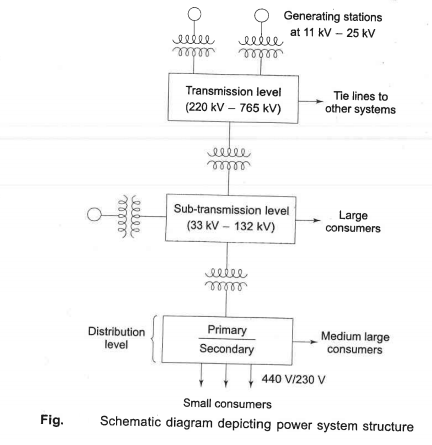 Generating stations
at 11 kV – 25 kV
Transmission level
(220 kV – 765 kV)
Tie lines to
other systems
Sub-transmission level
(33 kV – 132 kV)
Large
consumers
Distribution
level
Primary
Secondary
Medium large
consumers
440 V/230 V
Small consumers
Fig. Schematic diagram depicting power system structure